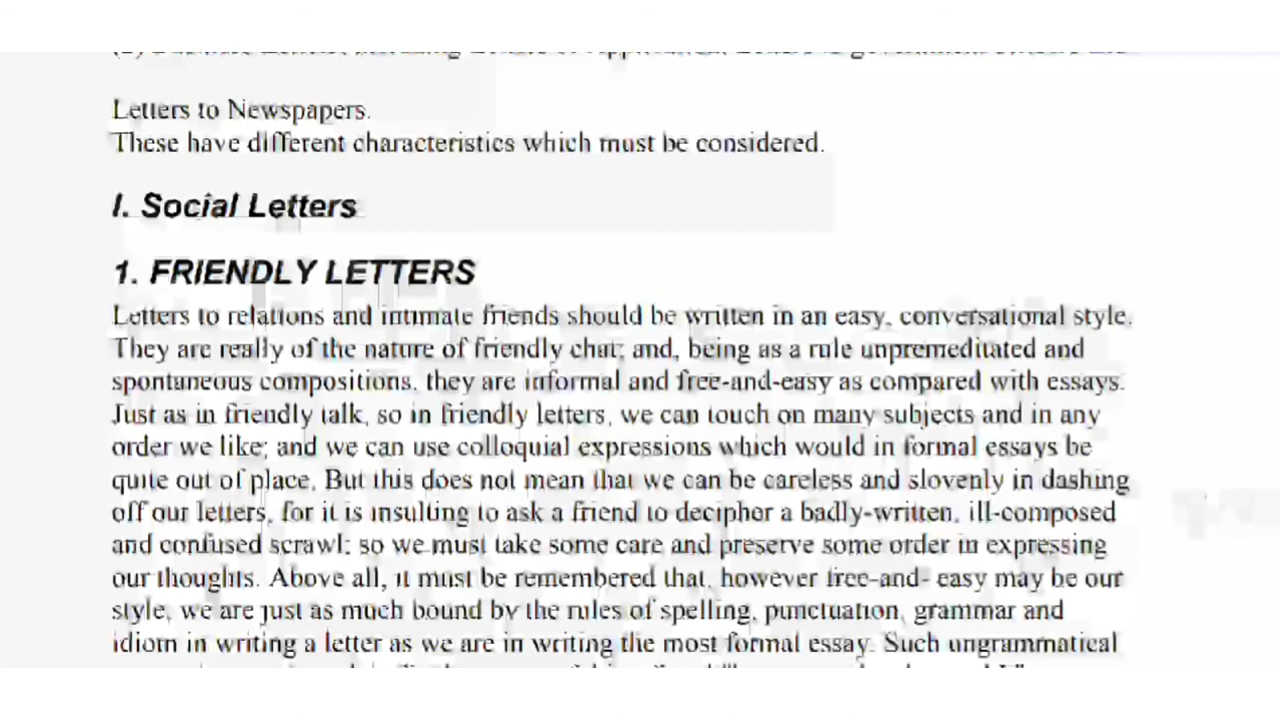 Letters to Newspapers.
These have different characteristics which must be considered.
I. Social Letters
1. FRIENDLY LETTERS
Letters to relations and intimate friends should be written in an easy, conversational style.
They are really of the nature of friendly chat; and, being as a rule unpremeditated and
spontaneous compositions, they are informal and free-and-easy as compared with essays.
Just as in friendly talk, so in friendly letters, we can touch on many subjects and in any
order we like; and we can use colloquial expressions which would in formal essays be
quite out of place. But this does not mean that we can be careless and slovenly in dashing
off our letters, for it is insulting to ask a friend to decipher a badly-written, ill-composed
and confused scrawl; so we must take some care and preserve some order in expressing
our thoughts. Above all, it must be remembered that, however free-and- easy may be our
style, we are just as much bound by the rules of spelling, punctuation, grammar and
idiom in writing a letter as we are in writing the most formal essay. Such ungrammatical